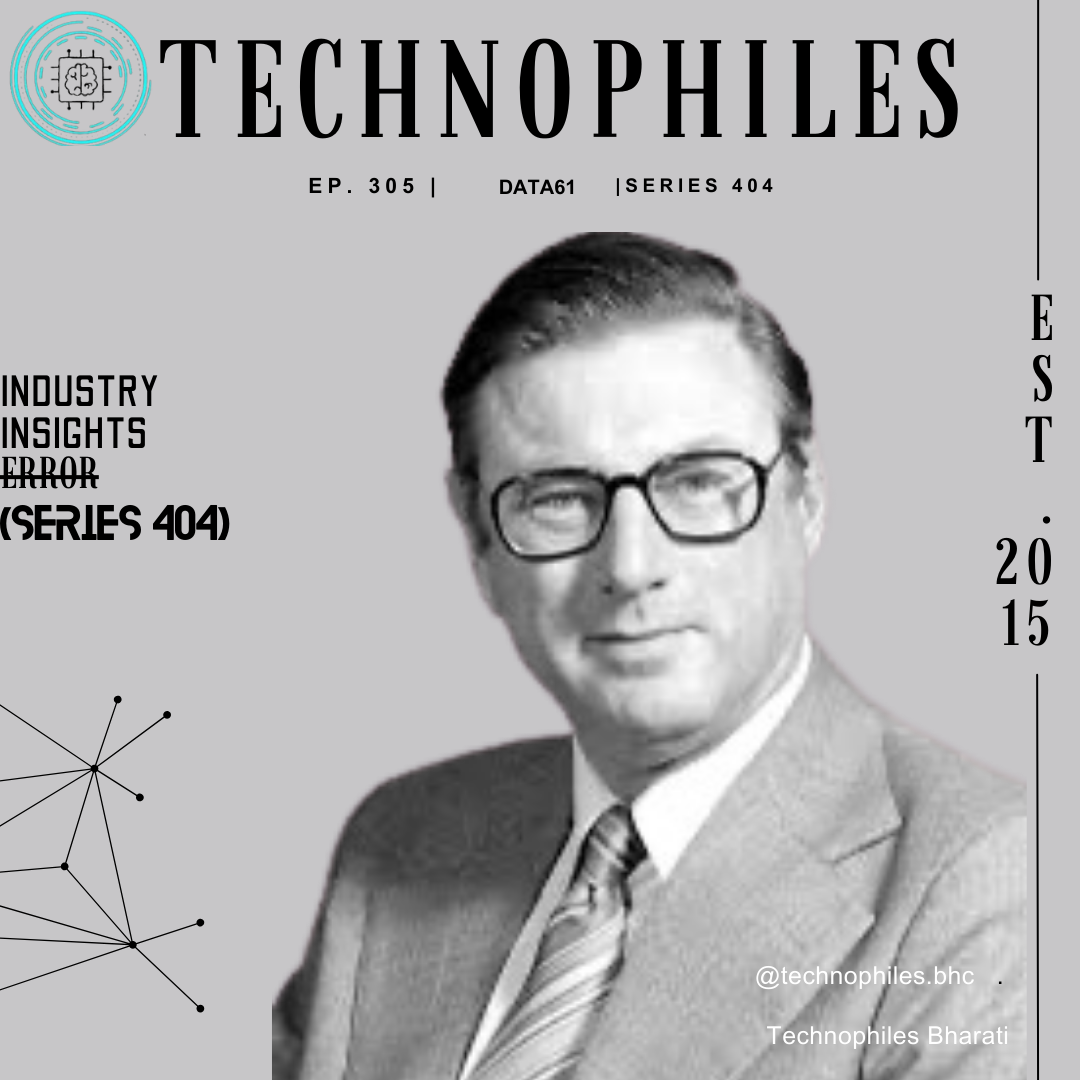 TECHNOPHILES
EP. 305 | DATA61 |SERIES 404
INDUSTRY
INSIGHTS
ERROR
(SERIES 404)
E
S
T
.
20
15
@technophiles.bhc .
Technophiles Bharati